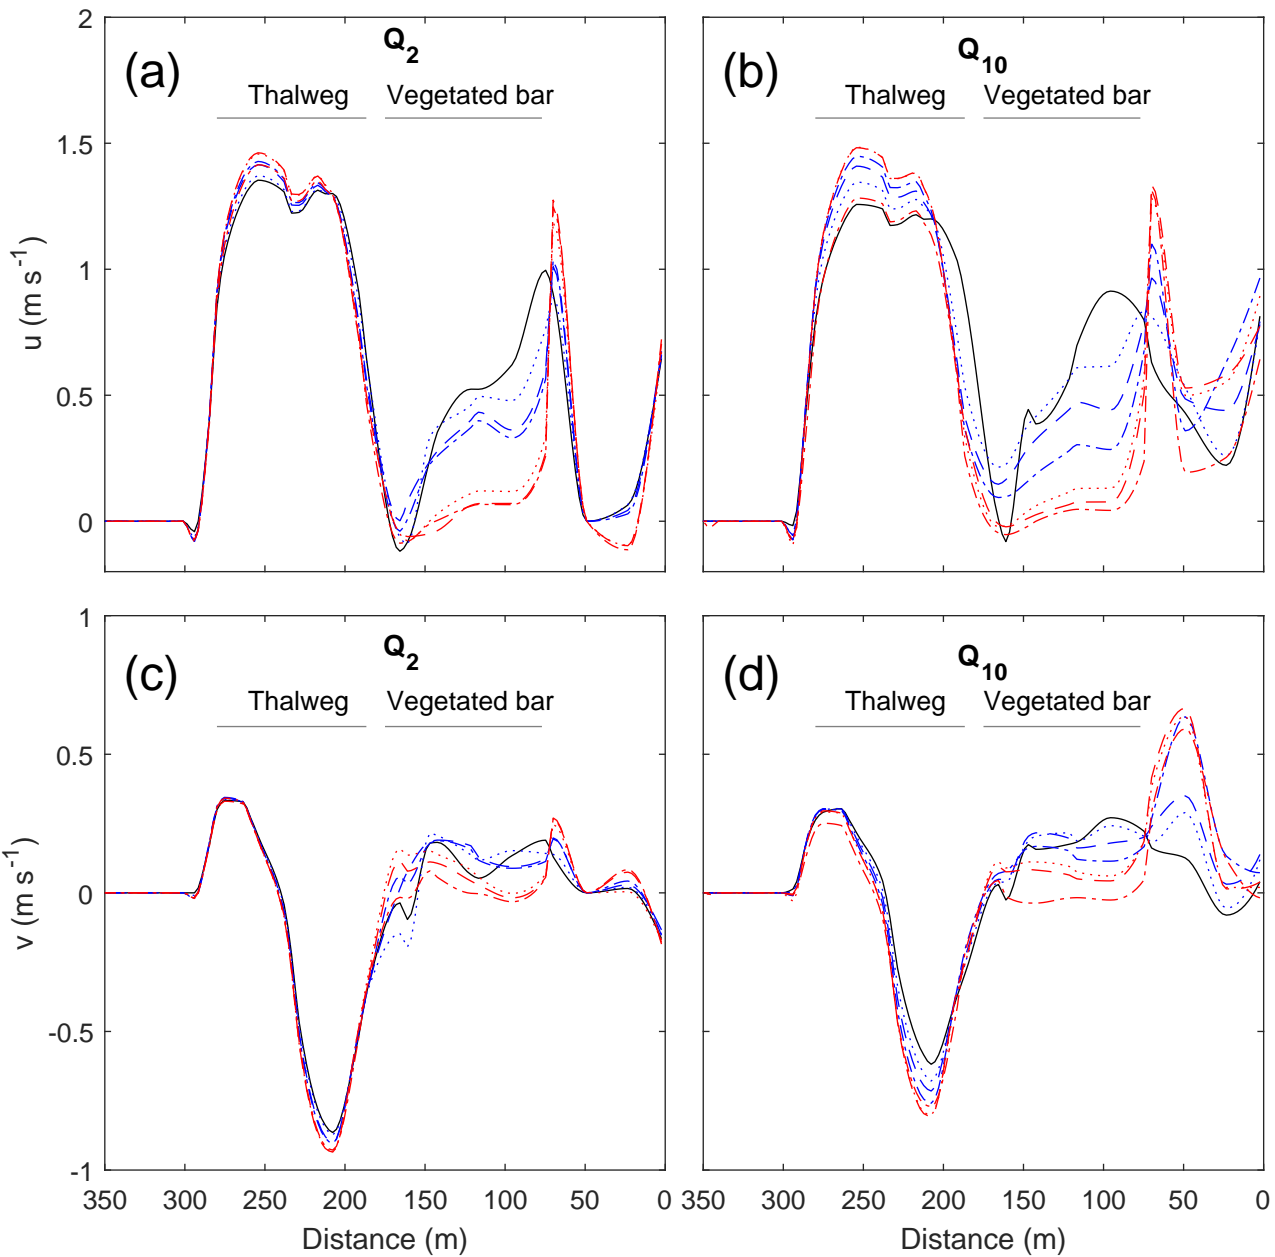 (a)
Q2
Thalweg
Vegetated bar
2
1.5
1
0.5
0
u (m s-1)
(b)
Q10
Thalweg
Vegetated bar
(c)
Q2
Thalweg
Vegetated bar
1
0.5
0
-0.5
-1
v (m s-1)
350 300 250 200 150 100 50 0
Distance (m)
(d)
Q10
Thalweg
Vegetated bar
350 300 250 200 150 100 50 0
Distance (m)